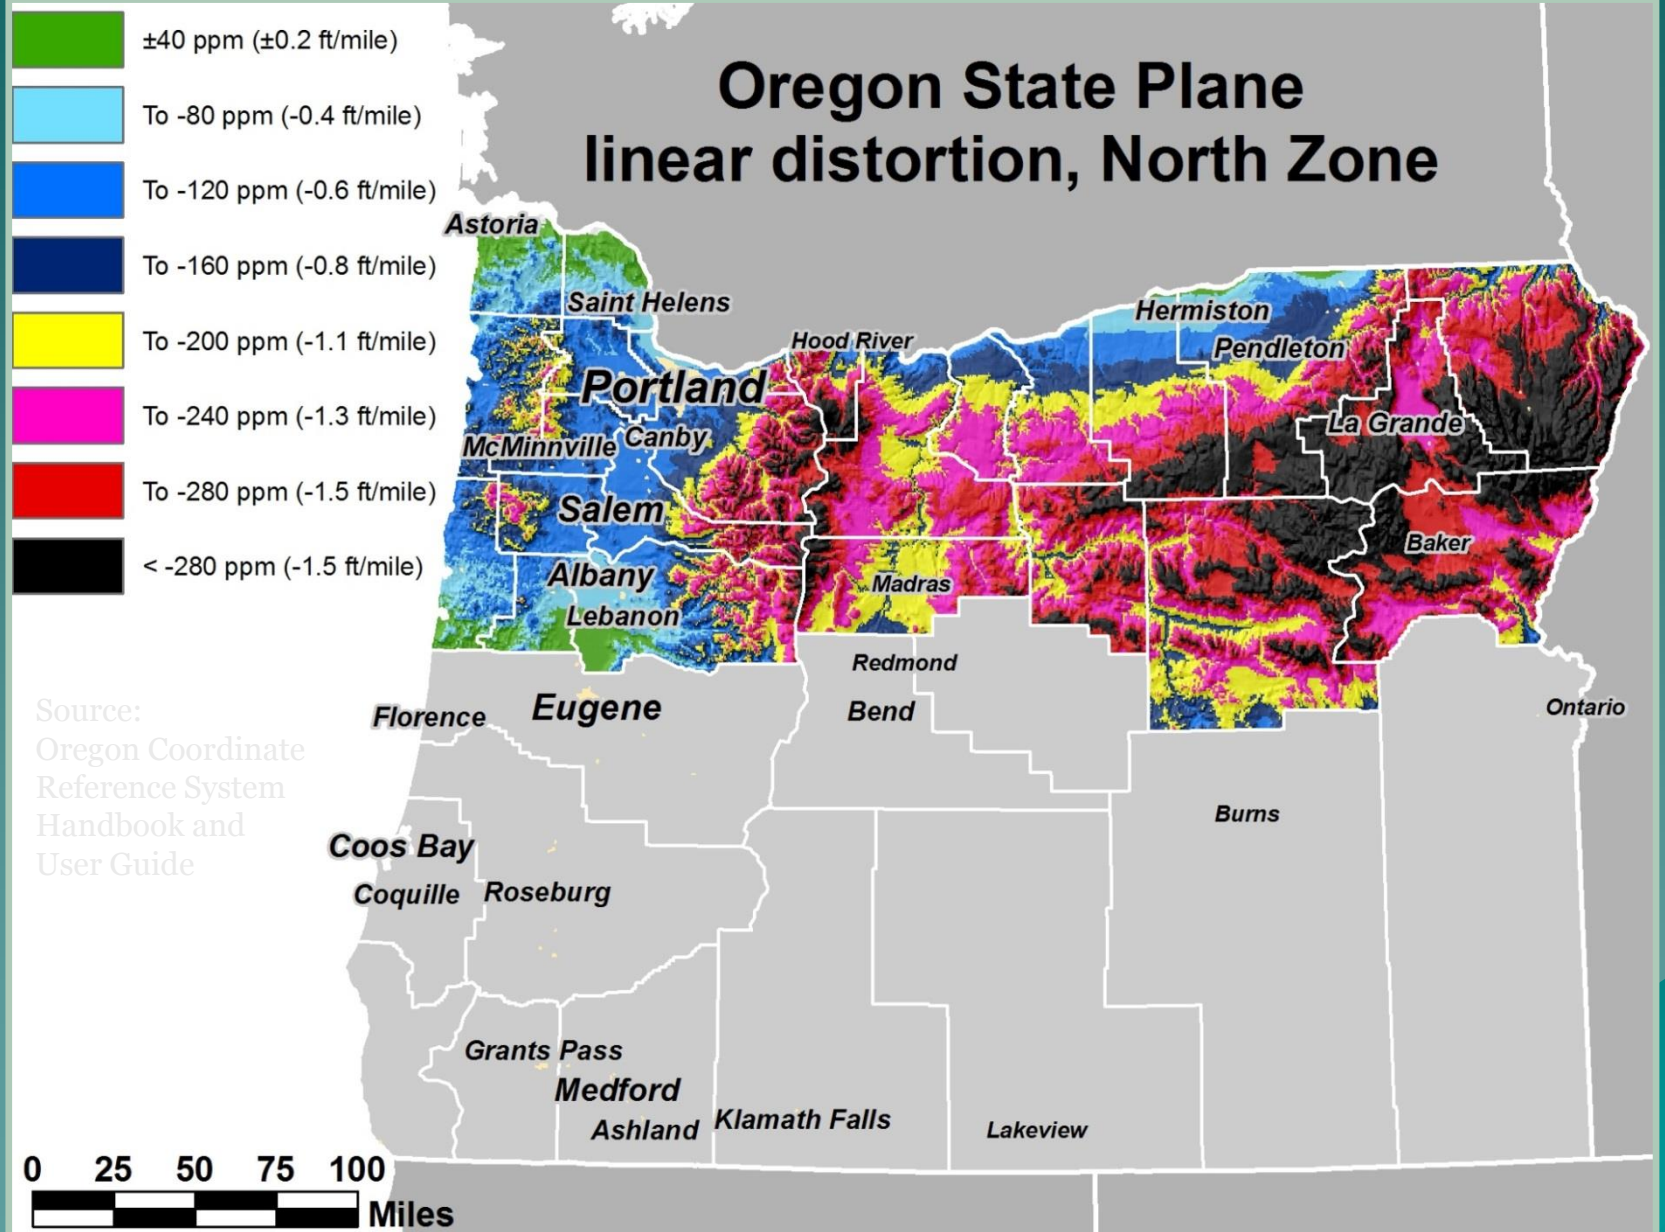 ±40 ppm (±0.2 ft/mile)
To -80 ppm (-0.4 ft/mile)
To -120 ppm (-0.6 ft/mile)
To -160 ppm (-0.8 ft/mile)
To -200 ppm (-1.1 ft/mile)
To -240 ppm (-1.3 ft/mile)
To -280 ppm (-1.5 ft/mile)
< -280 ppm (-1.5 ft/mile)
Oregon State Plane
linear distortion, North Zone
Astoria
Saint Helens
Hermiston
Hood River
Pendleton
Portland
La Grande
McMinnville
Canby
Salem
Baker
Albany
Madras
Lebanon
Redmond
Florence
Eugene
Bend
Ontario
Source:
Oregon Coordinate
Reference System
Handbook and
User Guide
Burns
Coos Bay
Coquille
Roseburg
Grants Pass
Medford
Ashland
Klamath Falls
Lakeview
0 25 50 75 100
Miles